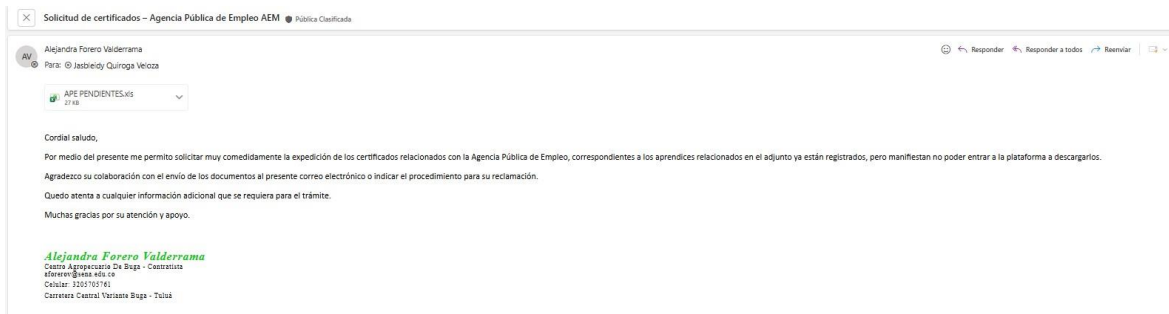 Solicitud de certificados – Agencia Pública de Empleo AEM Pública Clasificada
AV
Alejandra Forero Valderrama
Para: Jasbleidy Quiroga Veloza
Responder Responder a todos Reenviar
APE PENDIENTES.xls
27 KB
Cordial saludo,
Por medio del presente me permito solicitar muy comedidamente la expedición de los certificados relacionados con la Agencia Pública de Empleo, correspondientes a los aprendices relacionados en el adjunto ya están registrados, pero manifiestan no poder entrar a la plataforma a descargarlos.
Agradezco su colaboración con el envío de los documentos al presente correo electrónico o indicar el procedimiento para su reclamación.
Quedo atenta a cualquier información adicional que se requiera para el trámite.
Muchas gracias por su atención y apoyo.
Alejandra Forero Valderrama
Centro Agropecuario De Buga - Contratista
aforerov@sena.edu.co
Celular: 3205705761
Carretera Central Variante Buga - Tuluá